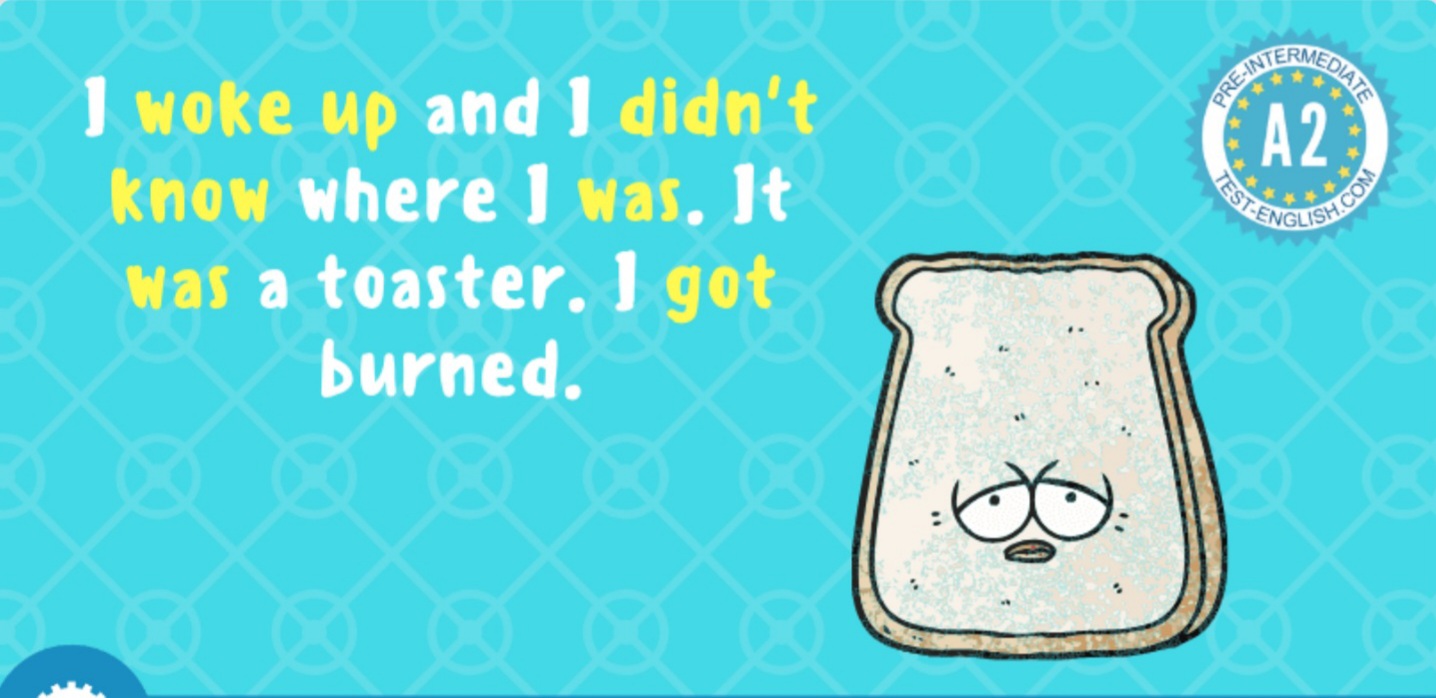 I woke up and I didn't
know where I was. It
was a toaster. I got
burned.
PRE-INTERMEDIATE
A2
TEST-ENGLISH.COM